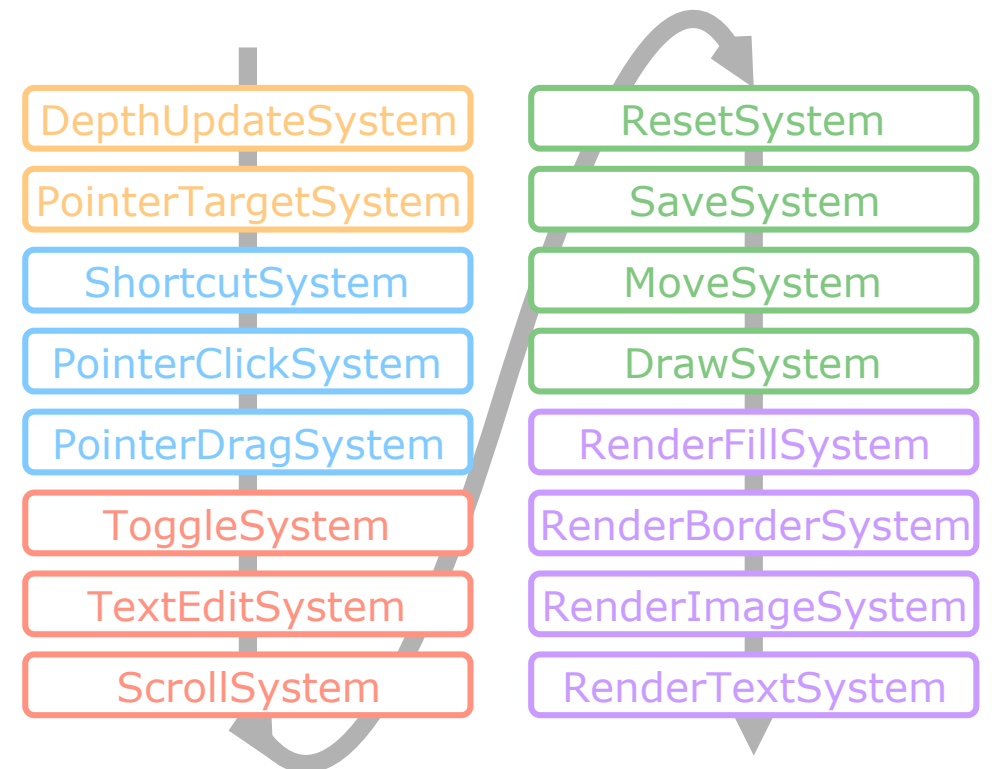 DepthUpdateSystem
PointerTargetSystem
ShortcutSystem
PointerClickSystem
PointerDragSystem
ToggleSystem
TextEditSystem
ScrollSystem
ResetSystem
SaveSystem
MoveSystem
DrawSystem
RenderFillSystem
RenderBorderSystem
RenderImageSystem
RenderTextSystem